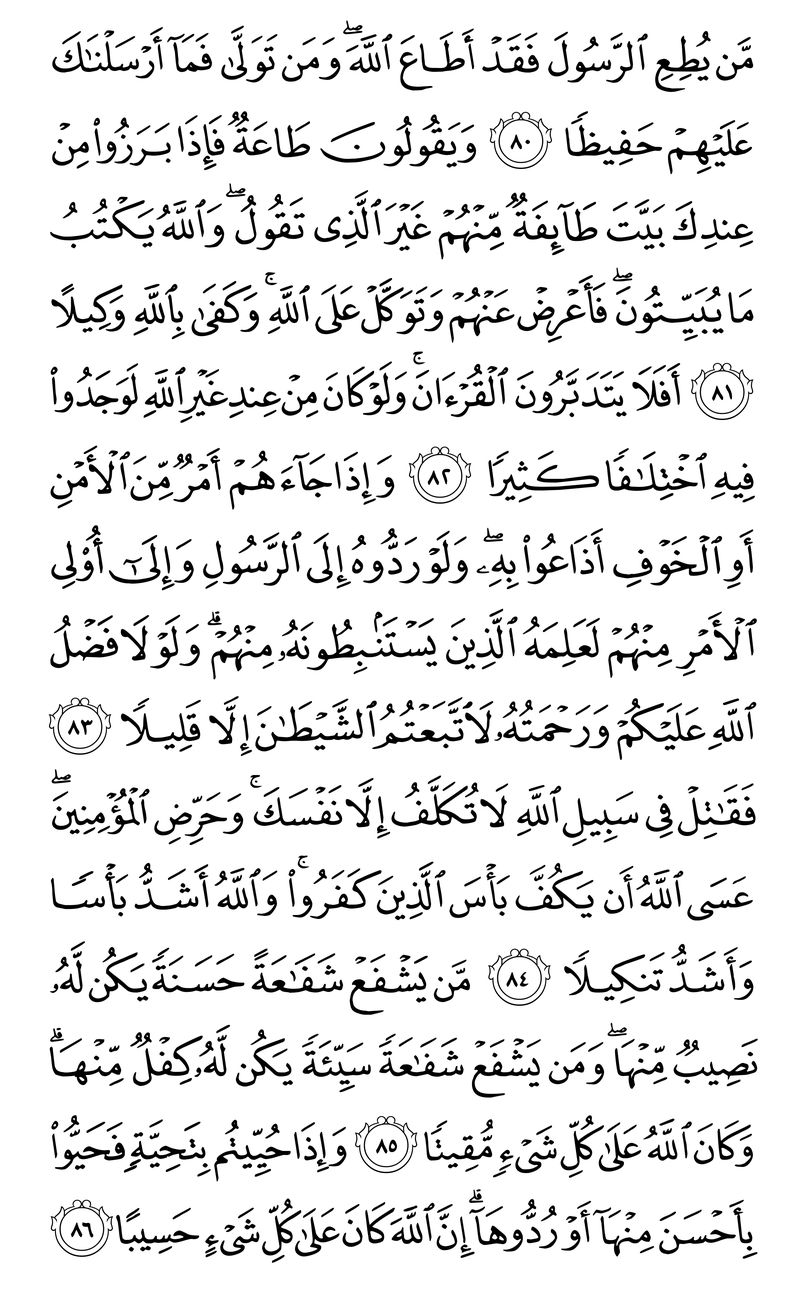 مَّن يُطِعِ ٱلرَّسُولَ فَقَدْ أَطَاعَ ٱللَّهَ ۖ وَمَن تَوَلَّىٰ فَمَآ أَرْسَلْنَٰكَ
عَلَيْهِمْ حَفِيظًا ٨٠ وَيَقُولُونَ طَاعَةٌ فَإِذَا بَرَزُوا۟ مِنْ
عِندِكَ بَيَّتَ طَآئِفَةٌ مِّنْهُمْ غَيْرَ ٱلَّذِى تَقُولُ ۖ وَٱللَّهُ يَكْتُبُ
مَا يُبَيِّتُونَ ۖ فَأَعْرِضْ عَنْهُمْ وَتَوَكَّلْ عَلَى ٱللَّهِ ۚ وَكَفَىٰ بِٱللَّهِ وَكِيلًا
٨١ أَفَلَا يَتَدَبَّرُونَ ٱلْقُرْءَانَ ۚ وَلَوْ كَانَ مِنْ عِندِ غَيْرِ ٱللَّهِ لَوَجَدُوا۟
فِيهِ ٱخْتِلَٰفًا كَثِيرًا ٨٢ وَإِذَا جَآءَهُمْ أَمْرٌ مِّنَ ٱلْأَمْنِ
أَوِ ٱلْخَوْفِ أَذَاعُوا۟ بِهِۦ ۖ وَلَوْ رَدُّوهُ إِلَى ٱلرَّسُولِ وَإِلَىٰٓ أُو۟لِى
ٱلْأَمْرِ مِنْهُمْ لَعَلِمَهُ ٱلَّذِينَ يَسْتَنۢبِطُونَهُۥ مِنْهُمْ ۗ وَلَوْلَا فَضْلُ
ٱللَّهِ عَلَيْكُمْ وَرَحْمَتُهُۥ لَٱتَّبَعْتُمُ ٱلشَّيْطَٰنَ إِلَّا قَلِيلًا ٨٣
فَقَٰتِلْ فِى سَبِيلِ ٱللَّهِ لَا تُكَلَّفُ إِلَّا نَفْسَكَ ۚ وَحَرِّضِ ٱلْمُؤْمِنِينَ ۖ
عَسَى ٱللَّهُ أَن يَكُفَّ بَأْسَ ٱلَّذِينَ كَفَرُوا۟ ۚ وَٱللَّهُ أَشَدُّ بَأْسًا
وَأَشَدُّ تَنكِيلًا ٨٤ مَّن يَشْفَعْ شَفَٰعَةً حَسَنَةً يَكُن لَّهُۥ
نَصِيبٌ مِّنْهَا ۖ وَمَن يَشْفَعْ شَفَٰعَةً سَيِّئَةً يَكُن لَّهُۥ كِفْلٌ مِّنْهَا ۗ
وَكَانَ ٱللَّهُ عَلَىٰ كُلِّ شَىْءٍ مُّقِيتًا ٨٥ وَإِذَا حُيِّيتُم بِتَحِيَّةٍ فَحَيُّوا۟
بِأَحْسَنَ مِنْهَآ أَوْ رُدُّوهَآ ۗ إِنَّ ٱللَّهَ كَانَ عَلَىٰ كُلِّ شَىْءٍ حَسِيبًا ٨٦